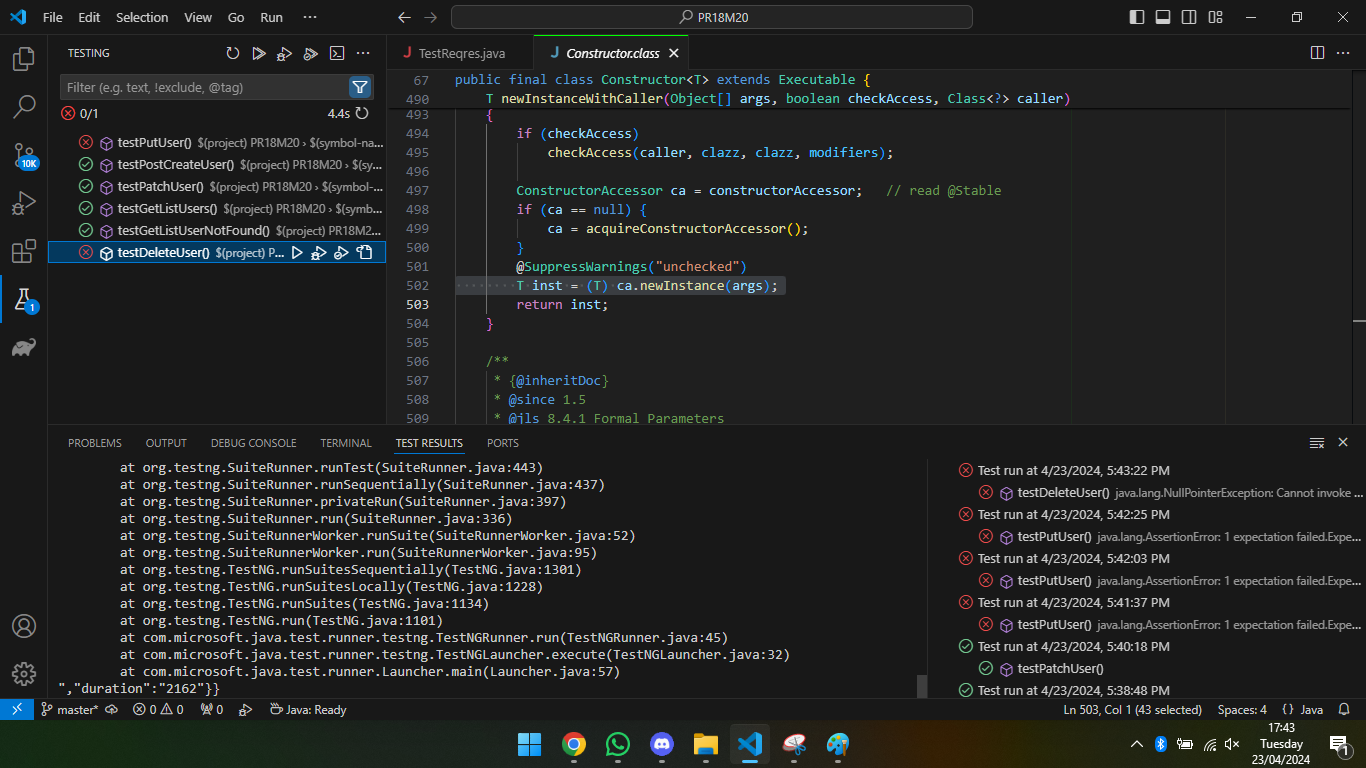 File Edit Selection View Go Run ··· PR18M20
TESTING
Filter (e.g. text, !exclude, @tag)
0/1 4.4s
testPutUser() $(project) PR18M20 › $(symbol-na...
testPostCreateUser() $(project) PR18M20 › $(sy...
testPatchUser() $(project) PR18M20 › $(symbol-...
testGetListUsers() $(project) PR18M20 › $(symb...
testGetListUserNotFound() $(project) PR18M2...
testDeleteUser() $(project) P...
10K
1
TestReqres.java Constructor.class
67 public final class Constructor<T> extends Executable {
490 T newInstanceWithCaller(Object[] args, boolean checkAccess, Class<?> caller)
493 {
494 if (checkAccess)
495 checkAccess(caller, clazz, clazz, modifiers);
496
497 ConstructorAccessor ca = constructorAccessor; // read @Stable
498 if (ca == null) {
499 ca = acquireConstructorAccessor();
500 }
501 @SuppressWarnings("unchecked")
502 T inst = (T) ca.newInstance(args);
503 return inst;
504 }
505
506 /**
507 * {@inheritDoc}
508 * @since 1.5
509 * @jls 8.4.1 Formal Parameters
PROBLEMS OUTPUT DEBUG CONSOLE TERMINAL TEST RESULTS PORTS
at org.testng.SuiteRunner.runTest(SuiteRunner.java:443)
at org.testng.SuiteRunner.runSequentially(SuiteRunner.java:437)
at org.testng.SuiteRunner.privateRun(SuiteRunner.java:397)
at org.testng.SuiteRunner.run(SuiteRunner.java:336)
at org.testng.SuiteRunnerWorker.runSuite(SuiteRunnerWorker.java:52)
at org.testng.SuiteRunnerWorker.run(SuiteRunnerWorker.java:95)
at org.testng.TestNG.runSuitesSequentially(TestNG.java:1301)
at org.testng.TestNG.runSuitesLocally(TestNG.java:1228)
at org.testng.TestNG.runSuites(TestNG.java:1134)
at org.testng.TestNG.run(TestNG.java:1101)
at com.microsoft.java.test.runner.testng.TestNGRunner.run(TestNGRunner.java:45)
at com.microsoft.java.test.runner.testng.TestNGLauncher.execute(TestNGLauncher.java:32)
at com.microsoft.java.test.runner.Launcher.main(Launcher.java:57)
","duration":"2162"}}
Test run at 4/23/2024, 5:43:22 PM
testDeleteUser() java.lang.NullPointerException: Cannot invoke ...
Test run at 4/23/2024, 5:42:25 PM
testPutUser() java.lang.AssertionError: 1 expectation failed.Expe...
Test run at 4/23/2024, 5:42:03 PM
testPutUser() java.lang.AssertionError: 1 expectation failed.Expe...
Test run at 4/23/2024, 5:41:37 PM
testPutUser() java.lang.AssertionError: 1 expectation failed.Expe...
Test run at 4/23/2024, 5:40:18 PM
testPatchUser()
Test run at 4/23/2024, 5:38:48 PM
master* 0 0 0 Java: Ready Ln 503, Col 1 (43 selected) Spaces: 4 {} Java
17:43
Tuesday
23/04/2024
1